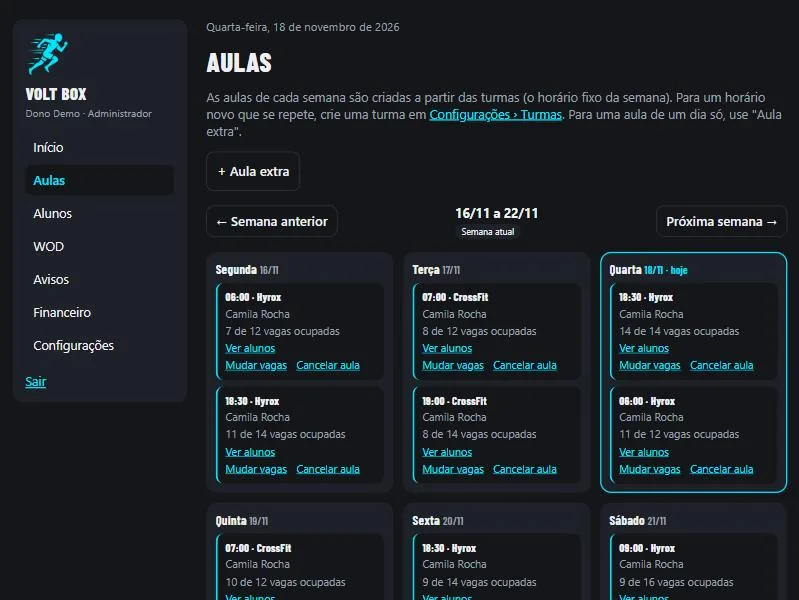 VOLT BOX
Dono Demo · Administrador
Início
Aulas
Alunos
WOD
Avisos
Financeiro
Configurações
Sair
Quarta-feira, 18 de novembro de 2026
AULAS
As aulas de cada semana são criadas a partir das turmas (o horário fixo da semana). Para um horário
novo que se repete, crie uma turma em Configurações › Turmas. Para uma aula de um dia só, use "Aula
extra".
+ Aula extra
← Semana anterior
16/11 a 22/11
Semana atual
Próxima semana →
Segunda 16/11
06:00 · Hyrox
Camila Rocha
7 de 12 vagas ocupadas
Ver alunos
Mudar vagas Cancelar aula
18:30 · Hyrox
Camila Rocha
11 de 14 vagas ocupadas
Ver alunos
Mudar vagas Cancelar aula
Terça 17/11
07:00 · CrossFit
Camila Rocha
8 de 12 vagas ocupadas
Ver alunos
Mudar vagas Cancelar aula
19:00 · CrossFit
Camila Rocha
8 de 14 vagas ocupadas
Ver alunos
Mudar vagas Cancelar aula
Quarta 18/11 · hoje
18:30 · Hyrox
Camila Rocha
14 de 14 vagas ocupadas
Ver alunos
Mudar vagas Cancelar aula
06:00 · Hyrox
Camila Rocha
11 de 12 vagas ocupadas
Ver alunos
Mudar vagas Cancelar aula
Quinta 19/11
07:00 · CrossFit
Camila Rocha
10 de 12 vagas ocupadas
Ver alunos
Sexta 20/11
18:30 · Hyrox
Camila Rocha
9 de 14 vagas ocupadas
Ver alunos
Sábado 21/11
09:00 · Hyrox
Camila Rocha
9 de 16 vagas ocupadas
Ver alunos